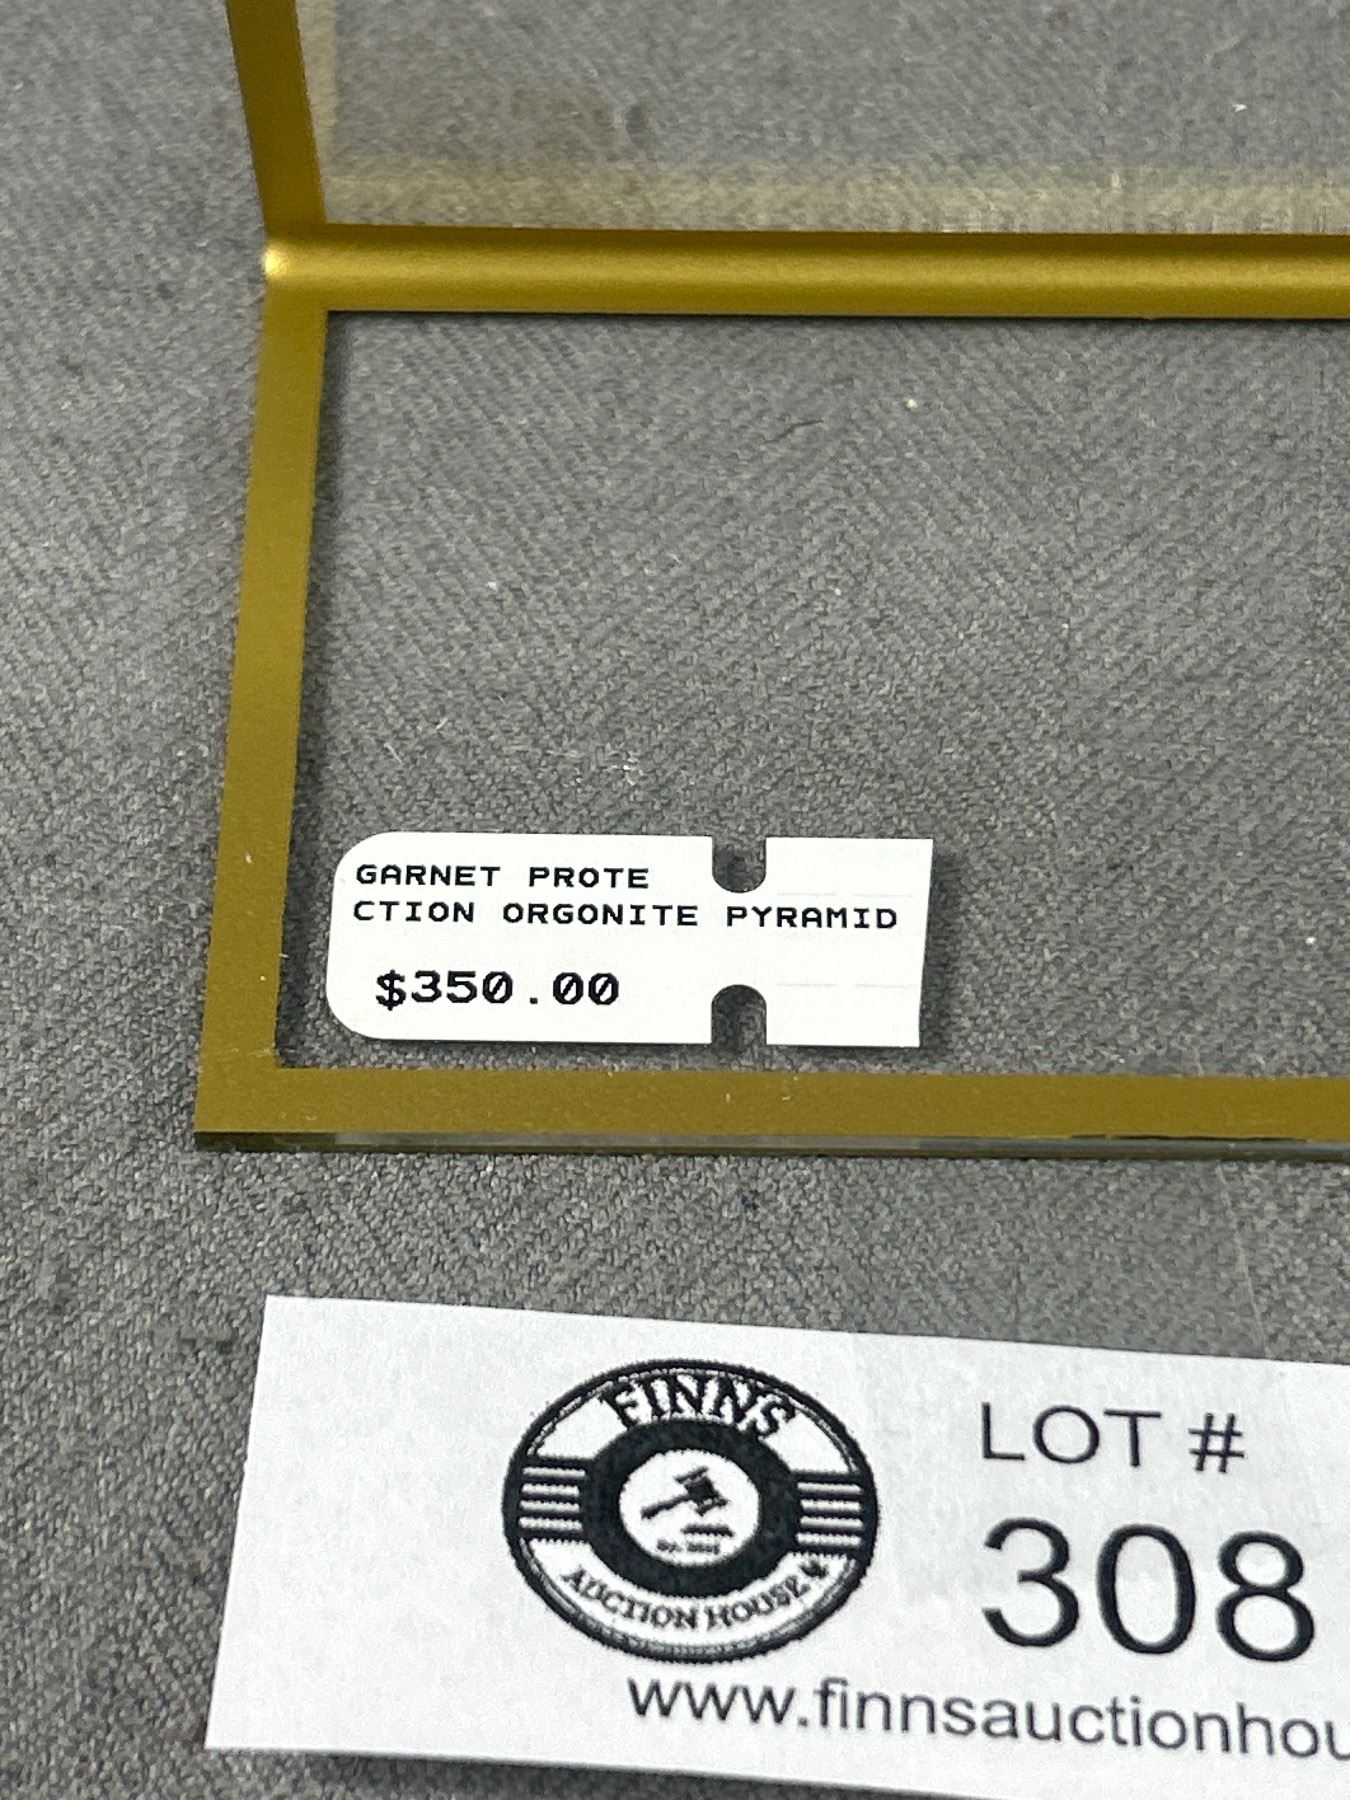 GARNET PROTE
CTION ORGONITE PYRAMID
$350.00
FINNS
AUCTION HOUSE
LOT #
308
www.finnsauctionhou